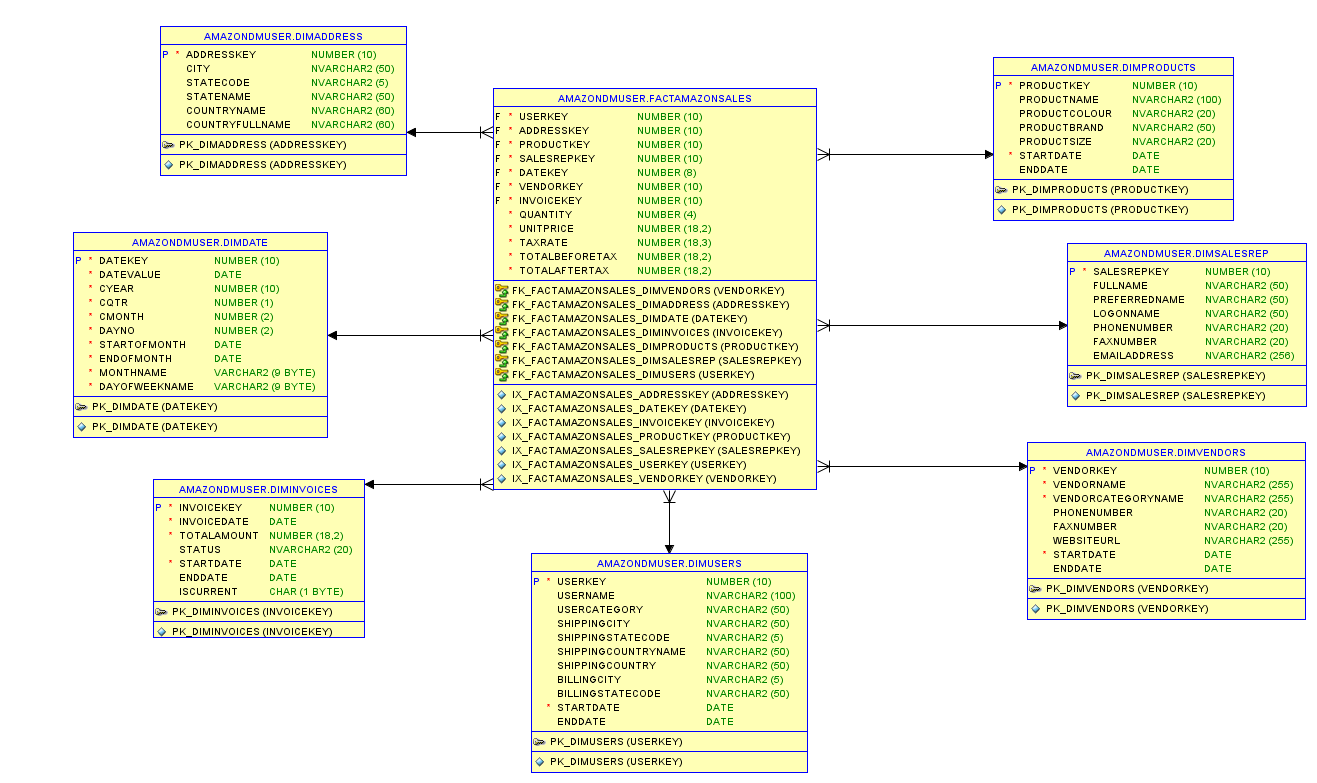 AMAZONDMUSER.DIMADDRESS
P * ADDRESSKEY NUMBER (10)
CITY NVARCHAR2 (50)
STATECODE NVARCHAR2 (5)
STATENAME NVARCHAR2 (50)
COUNTRYNAME NVARCHAR2 (60)
COUNTRYFULLNAME NVARCHAR2 (60)
PK_DIMADDRESS (ADDRESSKEY)
PK_DIMADDRESS (ADDRESSKEY)
AMAZONDMUSER.DIMDATE
P * DATEKEY NUMBER (10)
* DATEVALUE DATE
* CYEAR NUMBER (10)
* CQTR NUMBER (1)
* CMONTH NUMBER (2)
* DAYNO NUMBER (2)
* STARTOFMONTH DATE
* ENDOFMONTH DATE
* MONTHNAME VARCHAR2 (9 BYTE)
* DAYOFWEEKNAME VARCHAR2 (9 BYTE)
PK_DIMDATE (DATEKEY)
PK_DIMDATE (DATEKEY)
AMAZONDMUSER.DIMINVOICES
P * INVOICEKEY NUMBER (10)
* INVOICEDATE DATE
* TOTALAMOUNT NUMBER (18,2)
STATUS NVARCHAR2 (20)
* STARTDATE DATE
ENDDATE DATE
ISCURRENT CHAR (1 BYTE)
PK_DIMINVOICES (INVOICEKEY)
PK_DIMINVOICES (INVOICEKEY)
AMAZONDMUSER.FACTAMAZONSALES
F * USERKEY NUMBER (10)
F * ADDRESSKEY NUMBER (10)
F * PRODUCTKEY NUMBER (10)
F * SALESREPKEY NUMBER (10)
F * DATEKEY NUMBER (8)
F * VENDORKEY NUMBER (10)
F * INVOICEKEY NUMBER (10)
* QUANTITY NUMBER (4)
* UNITPRICE NUMBER (18,2)
* TAXRATE NUMBER (18,3)
* TOTALBEFORETAX NUMBER (18,2)
* TOTALAFTERTAX NUMBER (18,2)
FK_FACTAMAZONSALES_DIMVENDORS (VENDORKEY)
FK_FACTAMAZONSALES_DIMADDRESS (ADDRESSKEY)
FK_FACTAMAZONSALES_DIMDATE (DATEKEY)
FK_FACTAMAZONSALES_DIMINVOICES (INVOICEKEY)
FK_FACTAMAZONSALES_DIMPRODUCTS (PRODUCTKEY)
FK_FACTAMAZONSALES_DIMSALESREP (SALESREPKEY)
FK_FACTAMAZONSALES_DIMUSERS (USERKEY)
IX_FACTAMAZONSALES_ADDRESSKEY (ADDRESSKEY)
IX_FACTAMAZONSALES_DATEKEY (DATEKEY)
IX_FACTAMAZONSALES_INVOICEKEY (INVOICEKEY)
IX_FACTAMAZONSALES_PRODUCTKEY (PRODUCTKEY)
IX_FACTAMAZONSALES_SALESREPKEY (SALESREPKEY)
IX_FACTAMAZONSALES_USERKEY (USERKEY)
IX_FACTAMAZONSALES_VENDORKEY (VENDORKEY)
AMAZONDMUSER.DIMUSERS
P * USERKEY NUMBER (10)
USERNAME NVARCHAR2 (100)
USERCATEGORY NVARCHAR2 (50)
SHIPPINGCITY NVARCHAR2 (50)
SHIPPINGSTATECODE NVARCHAR2 (5)
SHIPPINGCOUNTRYNAME NVARCHAR2 (50)
SHIPPINGCOUNTRY NVARCHAR2 (50)
BILLINGCITY NVARCHAR2 (5)
BILLINGSTATECODE NVARCHAR2 (50)
* STARTDATE DATE
ENDDATE DATE
PK_DIMUSERS (USERKEY)
PK_DIMUSERS (USERKEY)
AMAZONDMUSER.DIMPRODUCTS
P * PRODUCTKEY NUMBER (10)
PRODUCTNAME NVARCHAR2 (100)
PRODUCTCOLOUR NVARCHAR2 (20)
PRODUCTBRAND NVARCHAR2 (50)
PRODUCTSIZE NVARCHAR2 (20)
* STARTDATE DATE
ENDDATE DATE
PK_DIMPRODUCTS (PRODUCTKEY)
PK_DIMPRODUCTS (PRODUCTKEY)
AMAZONDMUSER.DIMSALESREP
P * SALESREPKEY NUMBER (10)
FULLNAME NVARCHAR2 (50)
PREFERREDNAME NVARCHAR2 (50)
LOGONNAME NVARCHAR2 (50)
PHONENUMBER NVARCHAR2 (20)
FAXNUMBER NVARCHAR2 (20)
EMAILADDRESS NVARCHAR2 (256)
PK_DIMSALESREP (SALESREPKEY)
PK_DIMSALESREP (SALESREPKEY)
AMAZONDMUSER.DIMVENDORS
P * VENDORKEY NUMBER (10)
* VENDORNAME NVARCHAR2 (255)
* VENDORCATEGORYNAME NVARCHAR2 (255)
PHONENUMBER NVARCHAR2 (20)
FAXNUMBER NVARCHAR2 (20)
WEBSITEURL NVARCHAR2 (255)
* STARTDATE DATE
ENDDATE DATE
PK_DIMVENDORS (VENDORKEY)
PK_DIMVENDORS (VENDORKEY)